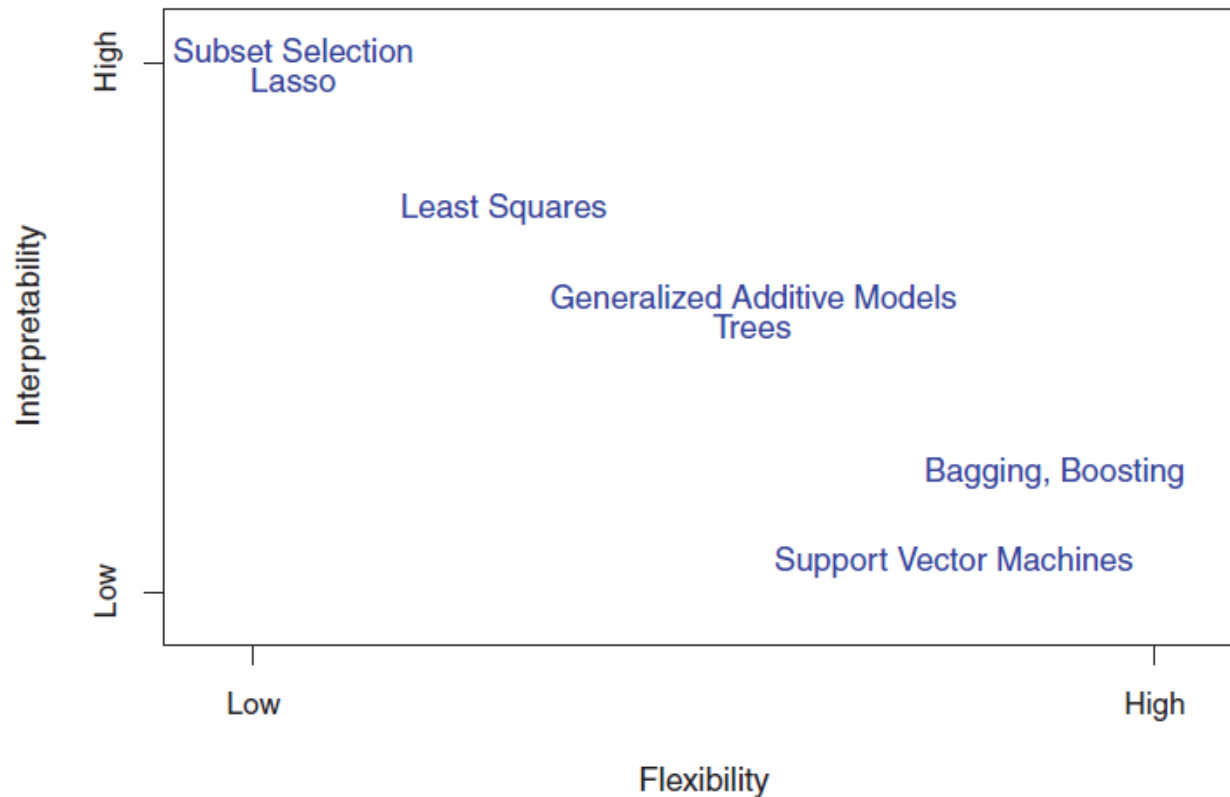 High
Subset Selection
Lasso
Least Squares
Interpretability
Generalized Additive Models
Trees
Bagging, Boosting
Support Vector Machines
Low
Low
High
Flexibility